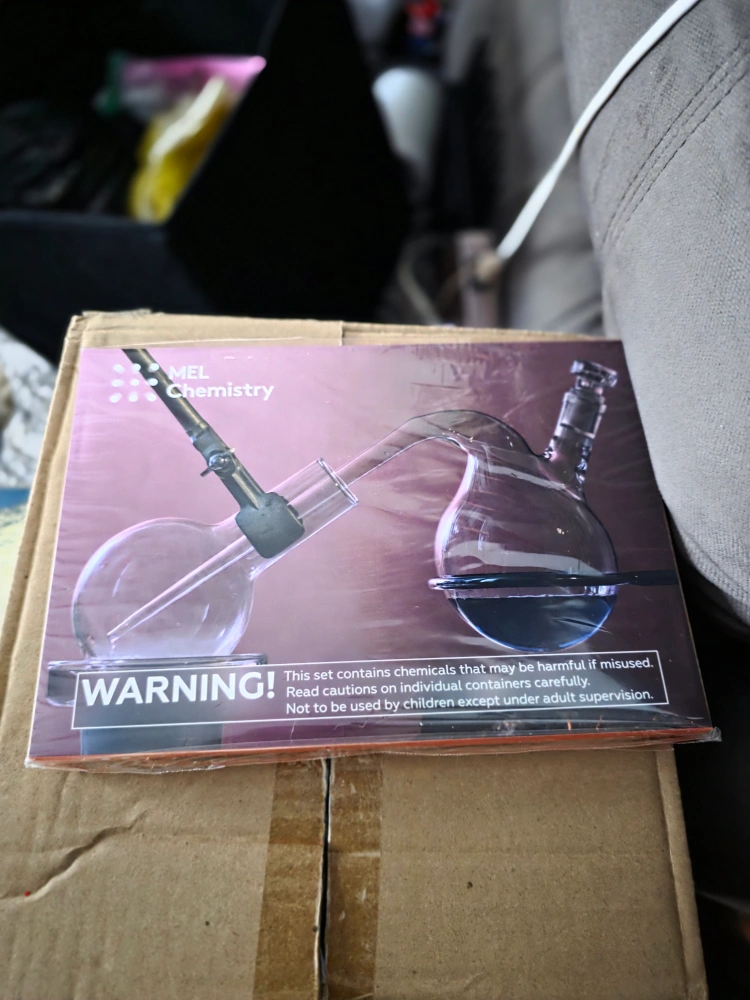 MEL
Chemistry
WARNING!
This set contains chemicals that may be harmful if misused.
Read cautions on individual containers carefully.
Not to be used by children except under adult supervision.